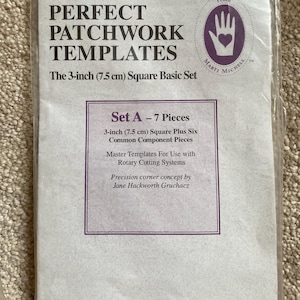 PERFECT
PATCHWORK
TEMPLATES
The 3-inch (7.5 cm) Square Basic Set
Marti Michell
Set A – 7 Pieces
3-inch (7.5 cm) Square Plus Six
Common Component Pieces
Master Templates For Use with
Rotary Cutting Systems
Precision corner concept by
Jane Hackworth Gruchacz